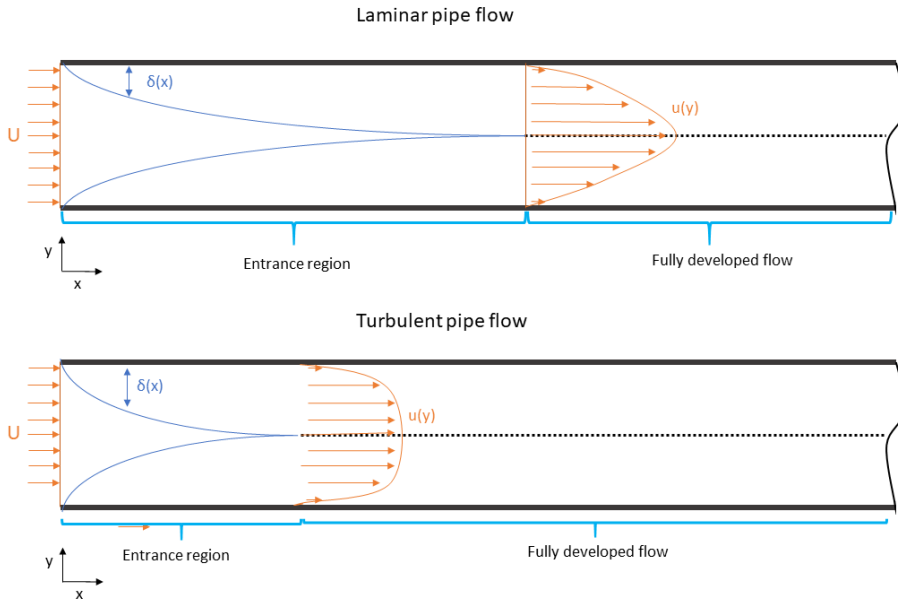 Laminar pipe flow
δ(x)
u(y)
U
Entrance region
Fully developed flow
y
x
Turbulent pipe flow
δ(x)
u(y)
U
Entrance region
Fully developed flow
y
x